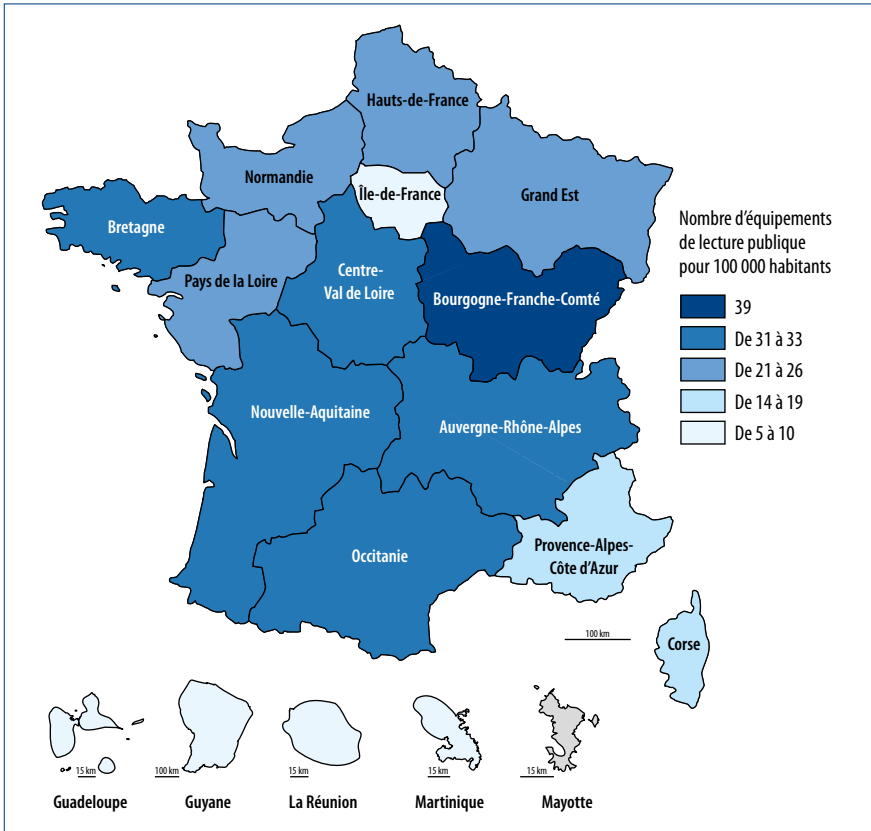 Hauts-de-France
Normandie
Île-de-France
Grand Est
Bretagne
Pays de la Loire
Centre-
Val de Loire
Bourgogne-Franche-Comté
Nouvelle-Aquitaine
Auvergne-Rhône-Alpes
Occitanie
Provence-Alpes-
Côte d'Azur
Corse
100 km
Nombre d'équipements
de lecture publique
pour 100 000 habitants
39
De 31 à 33
De 21 à 26
De 14 à 19
De 5 à 10
15 km
Guadeloupe
100 km
Guyane
15 km
La Réunion
15 km
Martinique
15 km
Mayotte